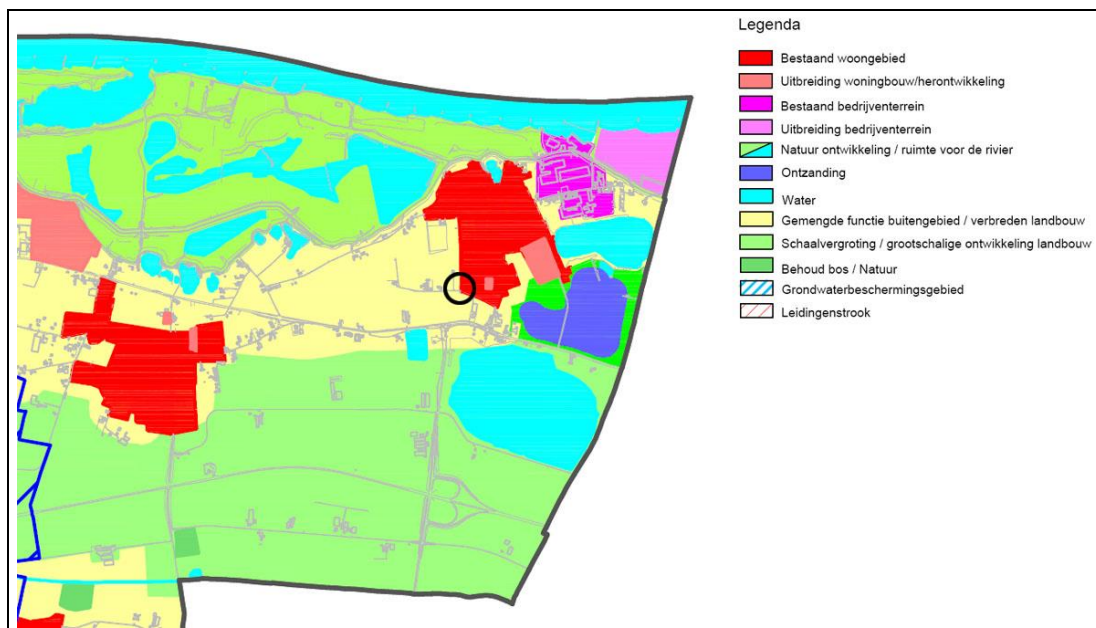 Legenda
Bestaand woongebied
Uitbreiding woningbouw/herontwikkeling
Bestaand bedrijventerrein
Uitbreiding bedrijventerrein
Natuur ontwikkeling / ruimte voor de rivier
Ontzanding
Water
Gemengde functie buitengebied / verbreden landbouw
Schaalvergroting / grootschalige ontwikkeling landbouw
Behoud bos / Natuur
Grondwaterbeschermingsgebied
Leidingenstrook